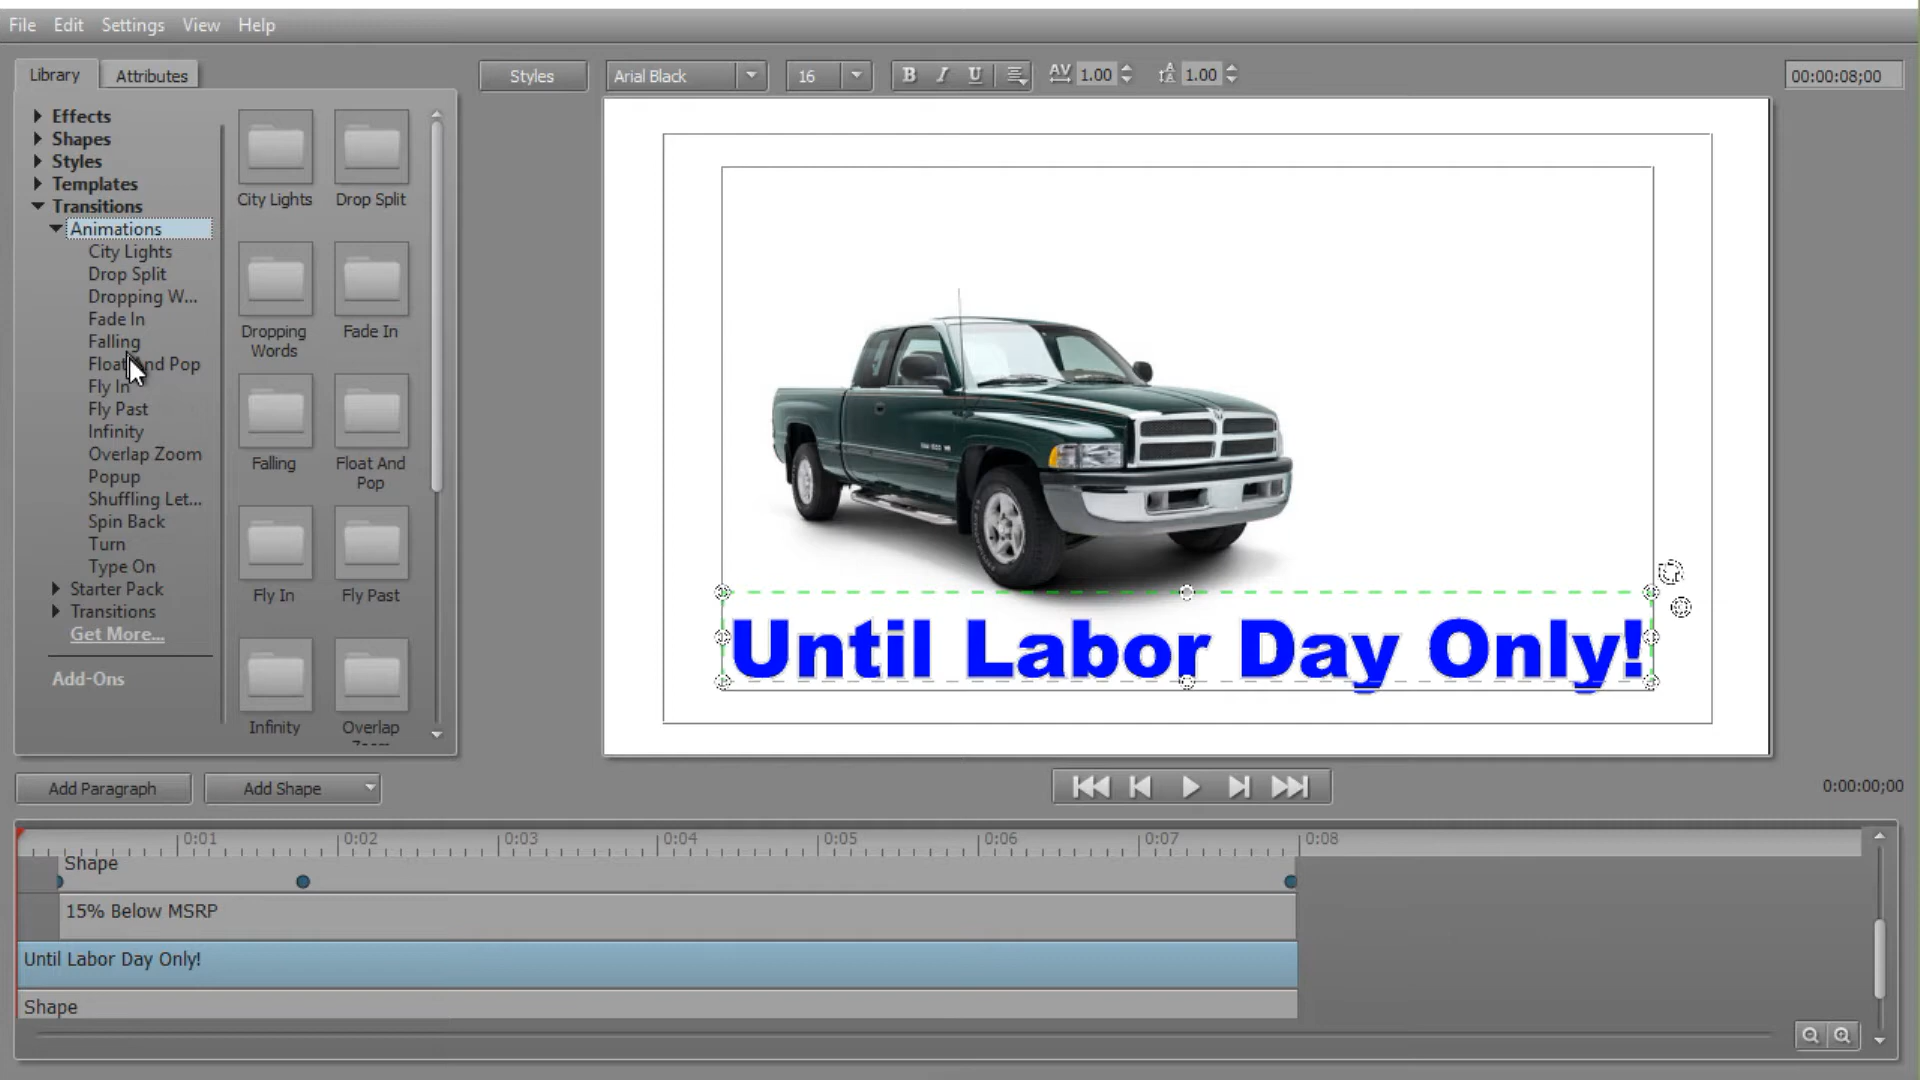 File Edit Settings View Help
Library Attributes
Styles Arial Black 16 B I U AV 1.00 1.00 00:00:08;00
Effects
Shapes
Styles
Templates
Transitions
Animations
City Lights
Drop Split
Dropping W...
Fade In
Falling
Float And Pop
Fly In
Fly Past
Infinity
Overlap Zoom
Popup
Shuffling Let...
Spin Back
Turn
Type On
Starter Pack
Transitions
Get More...
Add-Ons
City Lights Drop Split
Dropping
Words
Fade In
Falling
Float And
Pop
Fly In Fly Past
Infinity
Overlap
Zoom
Until Labor Day Only!
Add Paragraph Add Shape
0:00:00;00
0:01 0:02 0:03 0:04 0:05 0:06 0:07 0:08
Shape
15% Below MSRP
Until Labor Day Only!
Shape